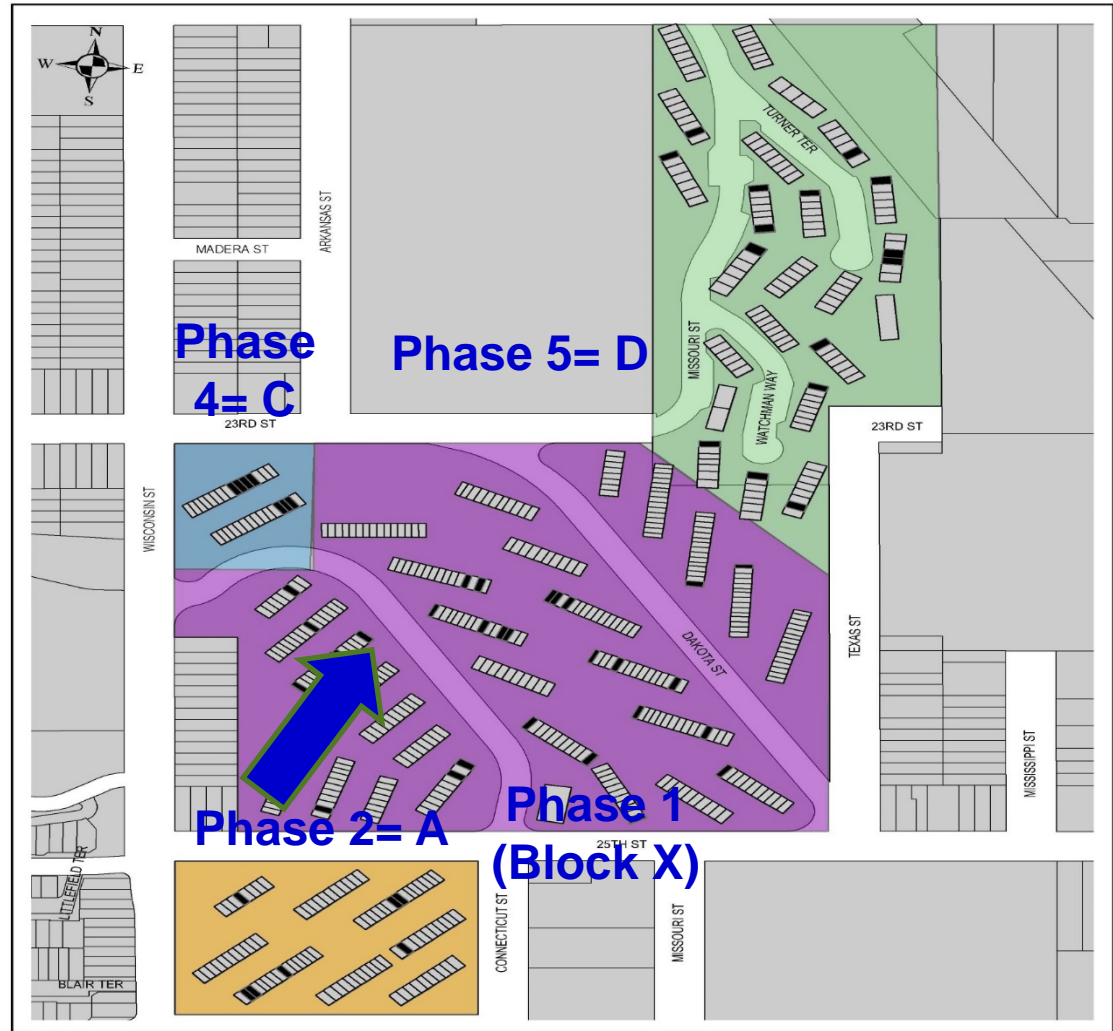 N
W E
S
TURNER TER
ARKANSAS ST
MADERA ST
Phase
4= C
Phase 5= D
MISSOURI ST
WATCHMAN WAY
23RD ST
23RD ST
WISCONSIN ST
DAKOTA ST
TEXAS ST
MISSISSIPPI ST
Phase 2= A
Phase 1
(Block X)
25TH ST
LITTLEFIELD TER
CONNECTICUT ST
MISSOURI ST
BLAIR TER